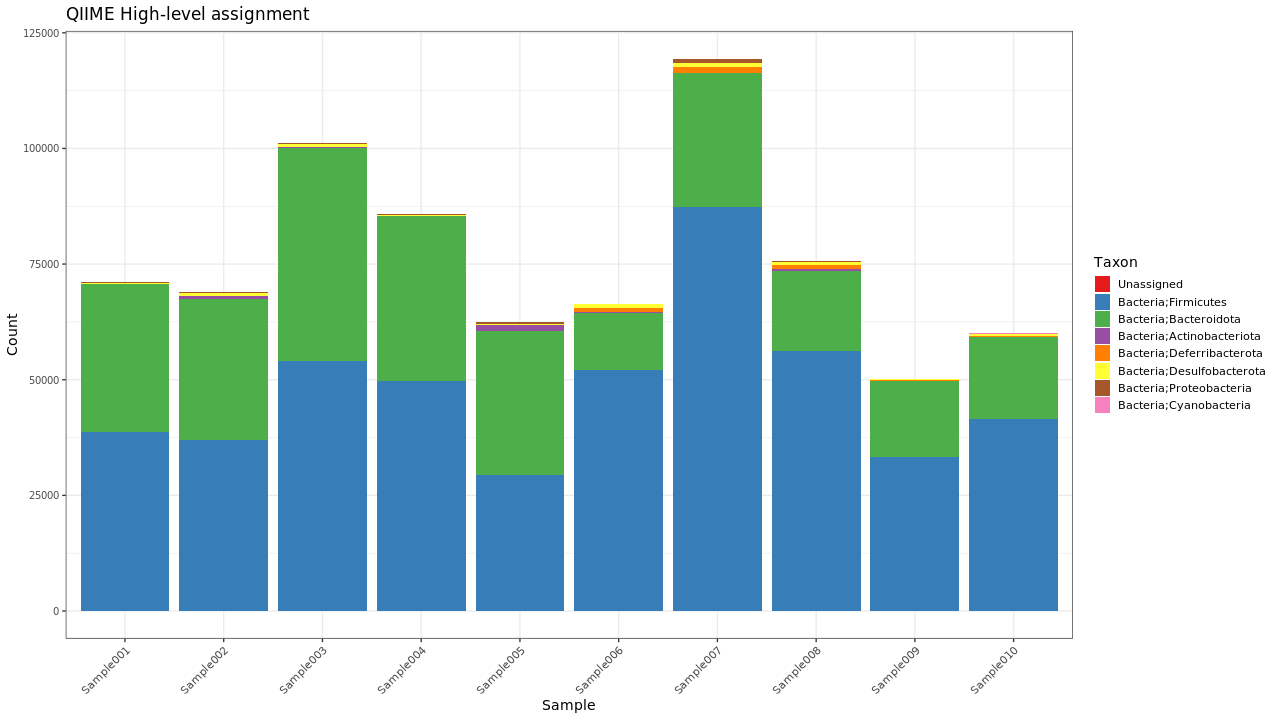 QIIME High-level assignment
Count
125000
100000
75000
50000
25000
0
Sample001
Sample002
Sample003
Sample004
Sample005
Sample006
Sample007
Sample008
Sample009
Sample010
Sample
Taxon
Unassigned
Bacteria;Firmicutes
Bacteria;Bacteroidota
Bacteria;Actinobacteriota
Bacteria;Deferribacterota
Bacteria;Desulfobacterota
Bacteria;Proteobacteria
Bacteria;Cyanobacteria